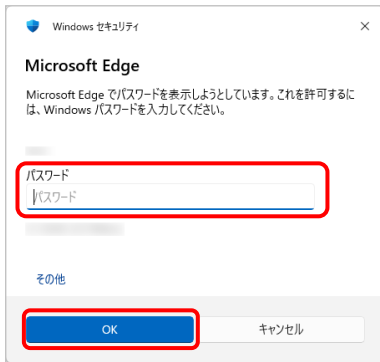 Windows セキュリティ
Microsoft Edge
Microsoft Edge でパスワードを表示しようとしています。これを許可するに
は、Windows パスワードを入力してください。
パスワード
パスワード
その他
OK
キャンセル